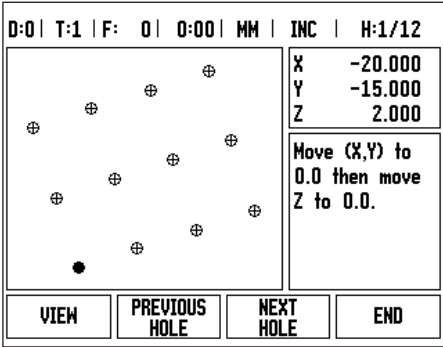 D:0 | T:1 | F: 0 | 0:00 | MM | INC | H:1/12
X -20.000
Y -15.000
Z 2.000
Move (X,Y) to
0.0 then move
Z to 0.0.
VIEW
PREVIOUS
HOLE
NEXT
HOLE
END